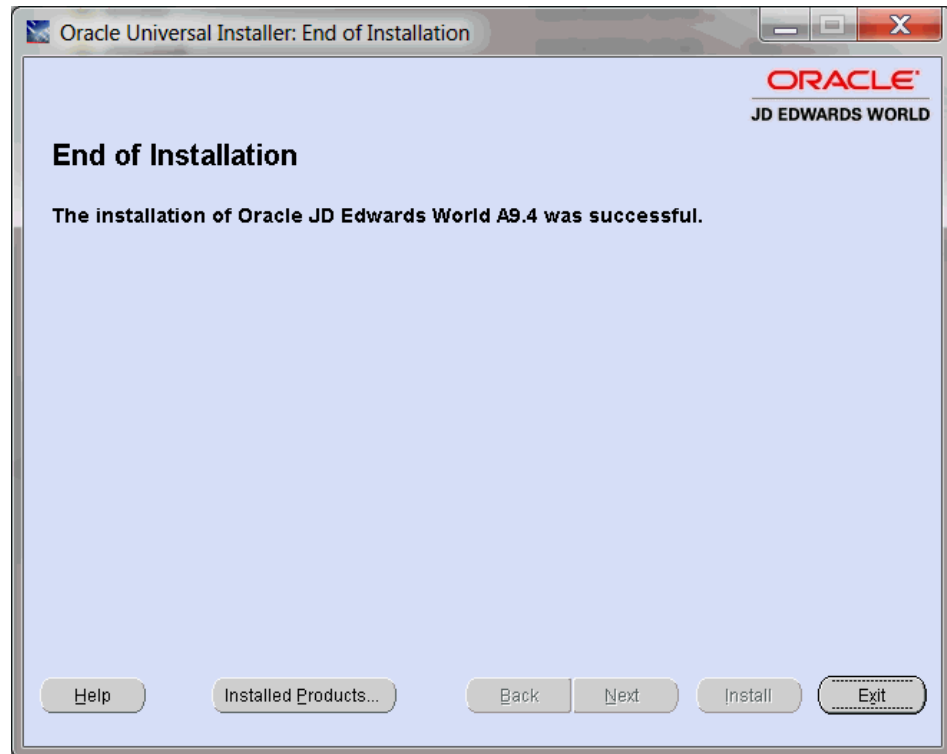 Oracle Universal Installer: End of Installation
ORACLE
JD EDWARDS WORLD
End of Installation
The installation of Oracle JD Edwards World A9.4 was successful.
Help Installed Products... Back Next Install Exit